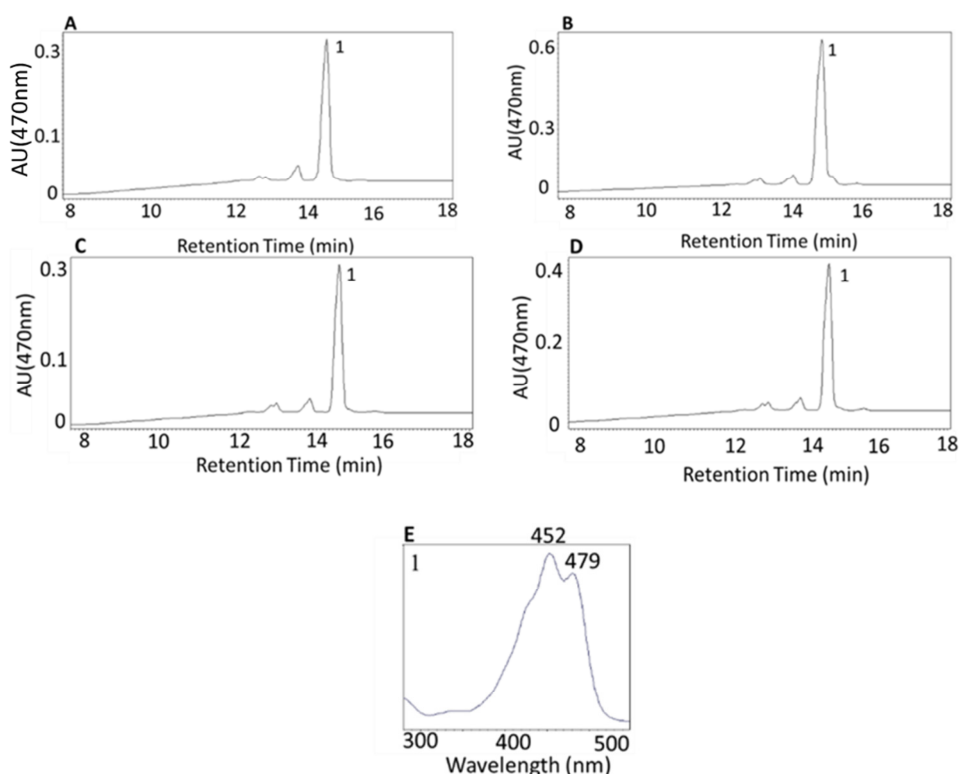 A
AU(470nm)
0.3
0.1
0
1
8 10 12 14 16 18
Retention Time (min)
B
AU(470nm)
0.6
0.3
0
1
8 10 12 14 16 18
Retention Time (min)
C
AU(470nm)
0.3
0.1
0
1
8 10 12 14 16 18
Retention Time (min)
D
AU(470nm)
0.4
0.2
0
1
8 10 12 14 16 18
Retention Time (min)
E
1
452
479
300 400 500
Wavelength (nm)